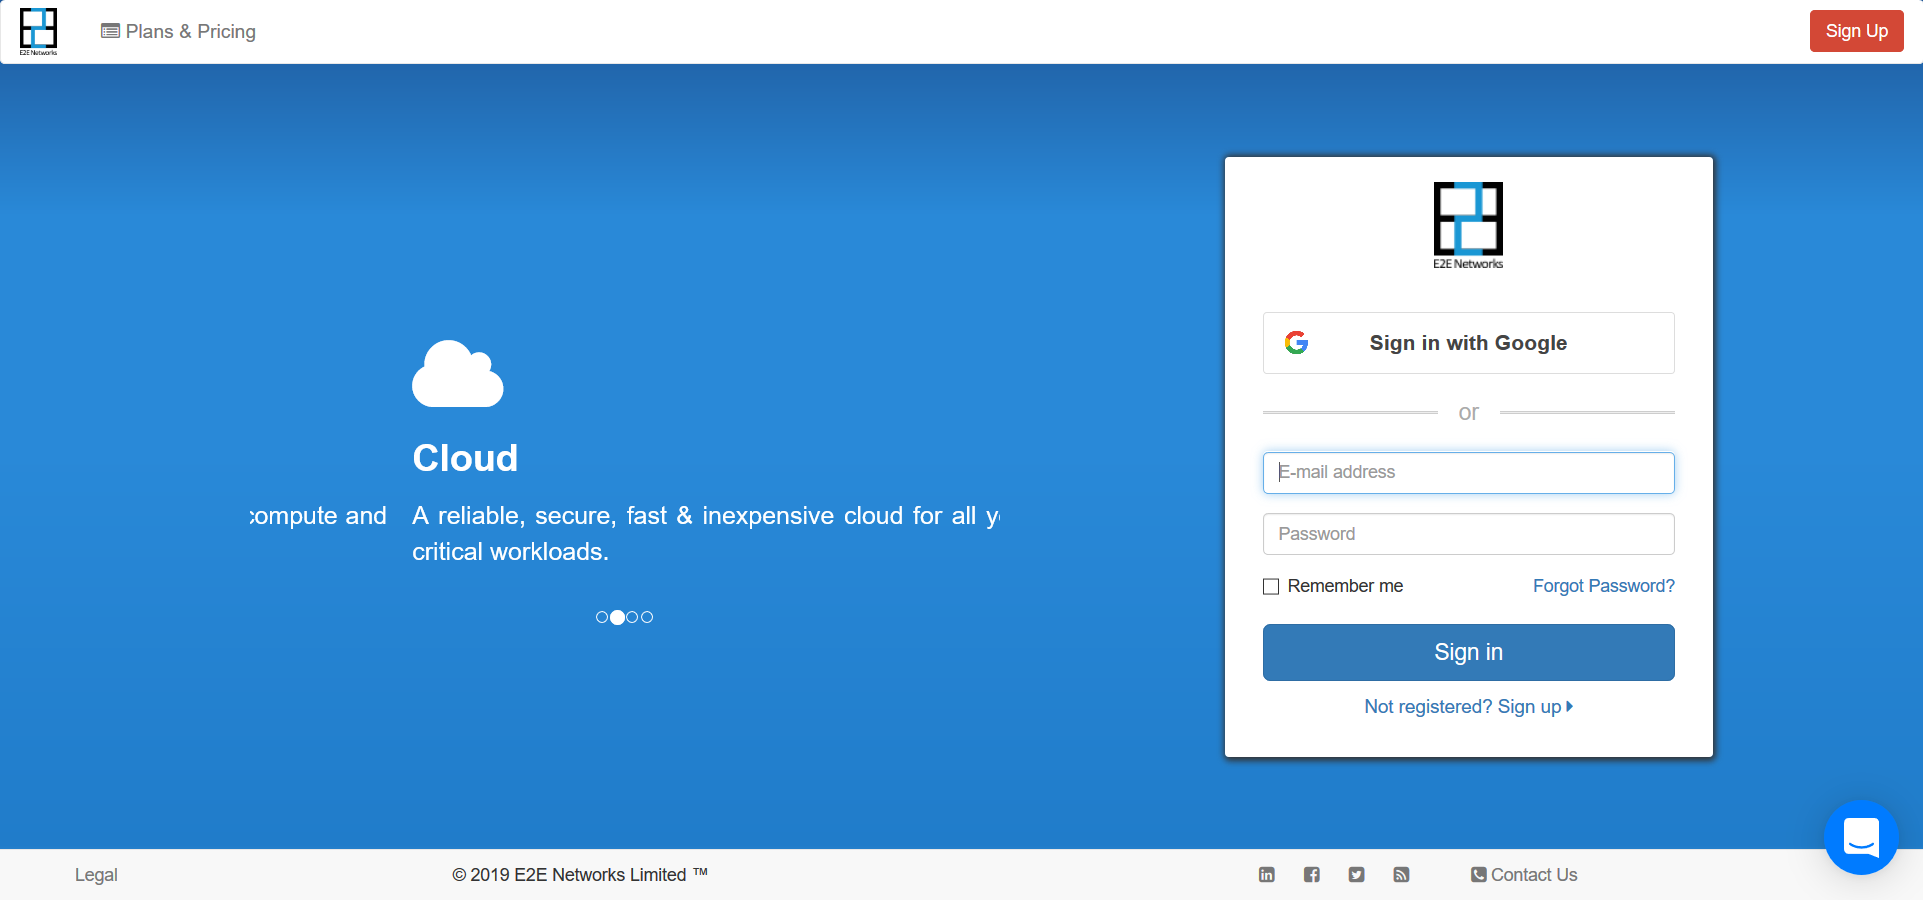 E2E Networks
Plans & Pricing
Sign Up
E2E Networks
Sign in with Google
or
E-mail address
Password
Remember me
Forgot Password?
Sign in
Not registered? Sign up
Cloud
compute and
A reliable, secure, fast & inexpensive cloud for all
critical workloads.
Legal
© 2019 E2E Networks Limited ™
Contact Us